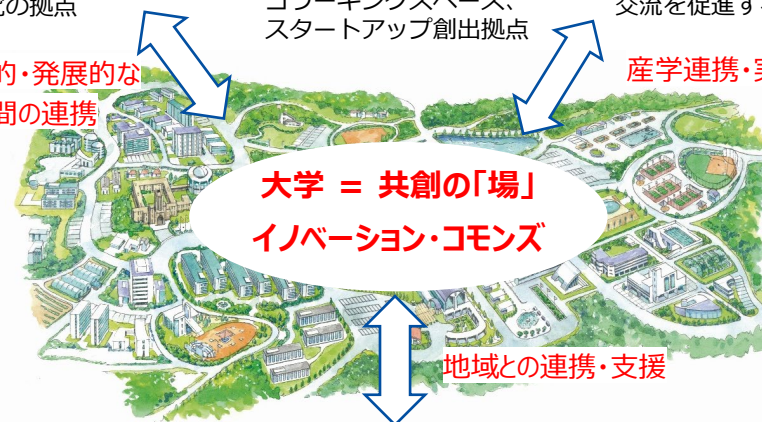 の拠点
コワーキングスペース、
スタートアップ創出拠点
交流を促進す
的・発展的な
間の連携
産学連携・実
大学 = 共創の「場」
イノベーション・コモンズ
地域との連携・支援